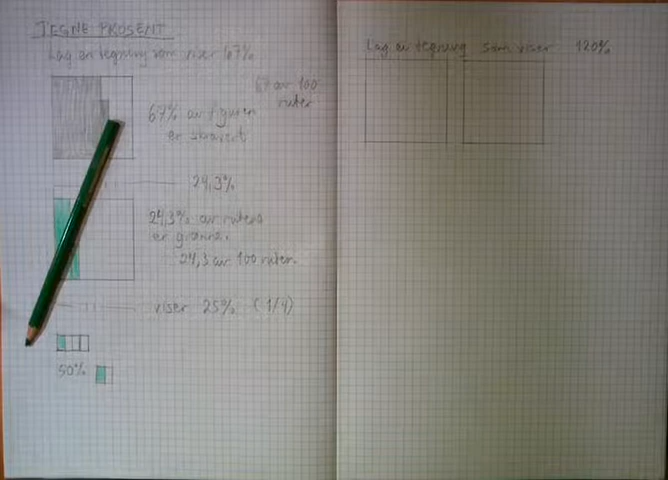 TEGNE PROSENT
Lag en tegning som viser 67%
67 av 100
ruter
67% av figuren
er skravert
24,3%
24,3% av rutene
er grønne.
24,3 av 100 ruter.
viser 25% (1/4)
50%
Lag en tegning som viser 120%